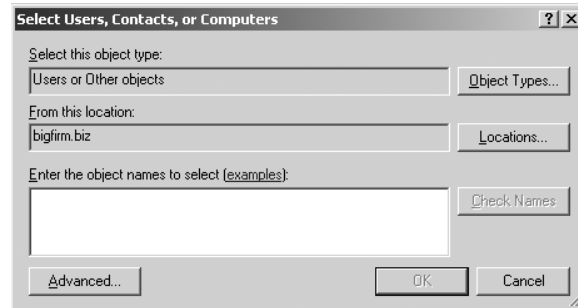 Select Users, Contacts, or Computers
Select this object type:
Users or Other objects
Object Types...
From this location:
bigfirm.biz
Locations...
Enter the object names to select (examples):
Check Names
Advanced...
OK
Cancel